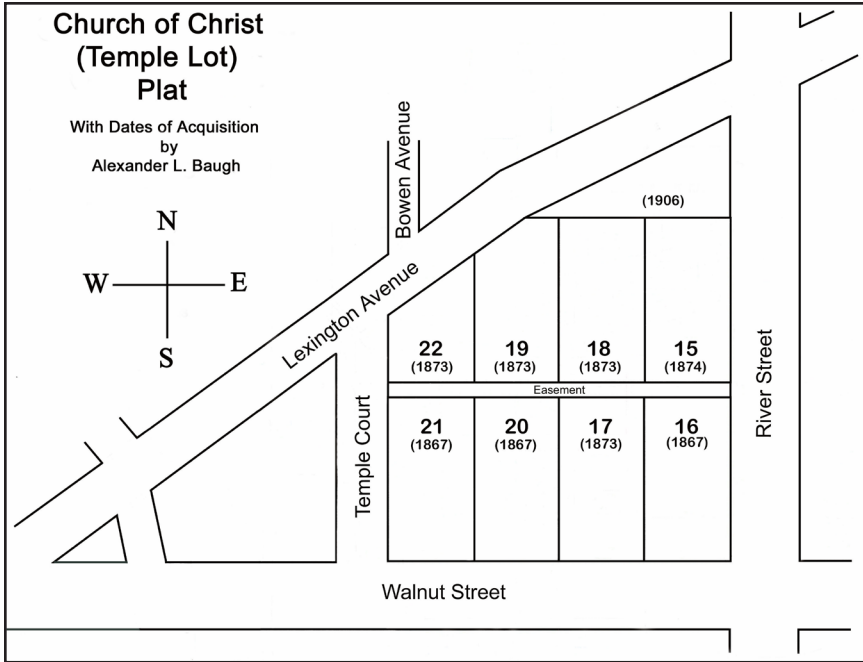 Church of Christ
(Temple Lot)
Plat
With Dates of Acquisition
by
Alexander L. Baugh
N
W
E
S
Bowen Avenue
Lexington Avenue
(1906)
22
(1873)
19
(1873)
18
(1873)
15
(1874)
Easement
21
(1867)
20
(1867)
17
(1873)
16
(1867)
Temple Court
River Street
Walnut Street